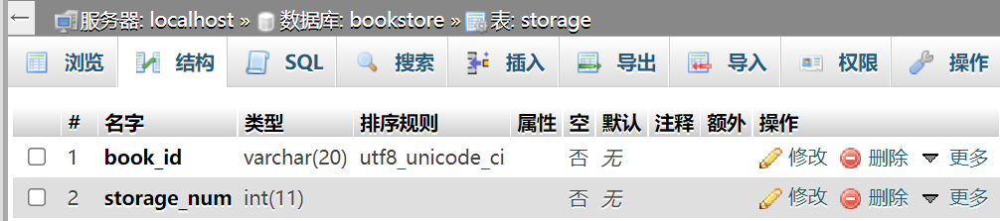 ← 服务器: localhost » 数据库: bookstore » 表: storage
浏览 结构 SQL 搜索 插入 导出 导入 权限 操作
# 名字 类型 排序规则 属性 空 默认 注释 额外 操作
1 book_id varchar(20) utf8_unicode_ci 否 无 修改 删除 更多
2 storage_num int(11) 否 无 修改 删除 更多